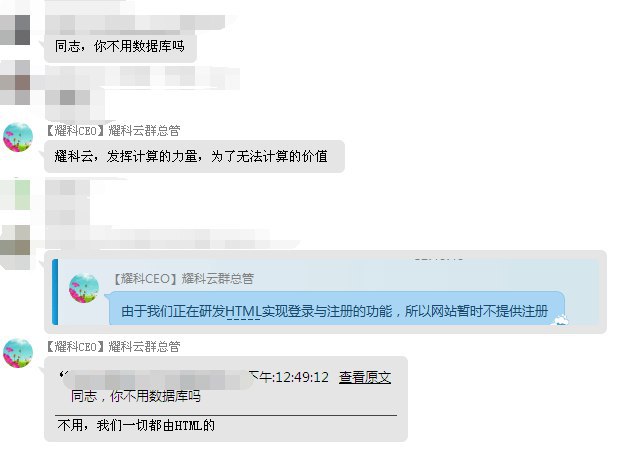 同志，你不用数据库吗
【耀科CEO】耀科云群总管
耀科云，发挥计算的力量，为了无法计算的价值
【耀科CEO】耀科云群总管
由于我们正在研发HTML实现登录与注册的功能，所以网站暂时不提供注册
【耀科CEO】耀科云群总管
下午:12:49:12 查看原文
同志，你不用数据库吗
不用，我们一切都由HTML的